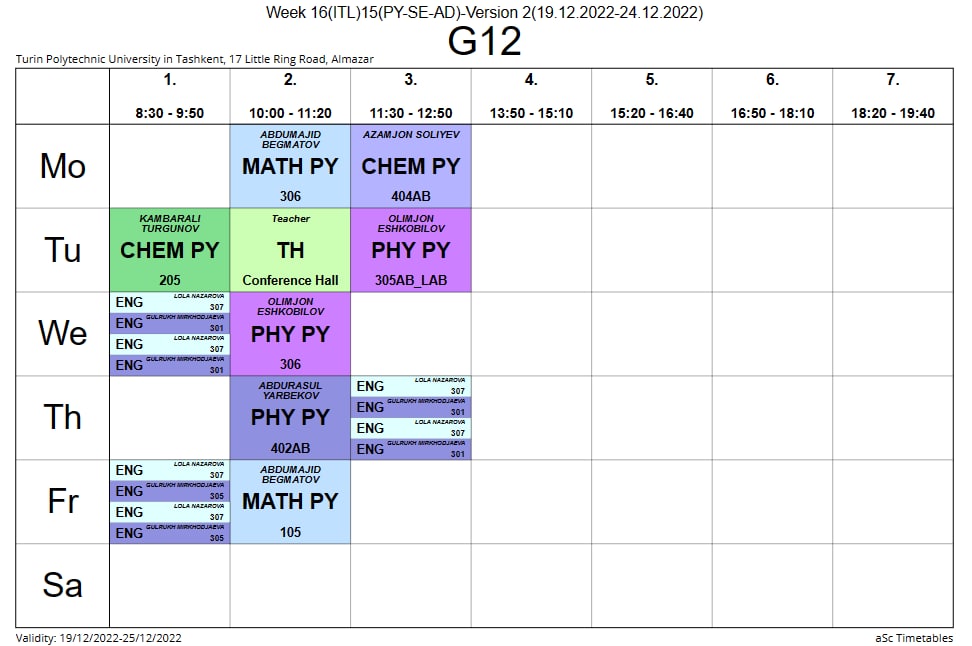 Week 16(ITL)15(PY-SE-AD)-Version 2(19.12.2022-24.12.2022)
G12
Turin Polytechnic University in Tashkent, 17 Little Ring Road, Almazar
1. 2. 3. 4. 5. 6. 7.
8:30 - 9:50 10:00 - 11:20 11:30 - 12:50 13:50 - 15:10 15:20 - 16:40 16:50 - 18:10 18:20 - 19:40
Mo
ABDUMAJID
BEGMATOV
MATH PY
306
AZAMJON SOLIYEV
CHEM PY
404AB
Tu
KAMBARALI
TURGUNOV
CHEM PY
205
Teacher
TH
Conference Hall
OLIMJON
ESHKOBILOV
PHY PY
305AB_LAB
We
ENG LOLA NAZAROVA
307
ENG GULRUKH MIRKHODJAEVA
301
ENG LOLA NAZAROVA
307
ENG GULRUKH MIRKHODJAEVA
301
OLIMJON
ESHKOBILOV
PHY PY
306
Th
ABDURASUL
YARBEKOV
PHY PY
402AB
ENG LOLA NAZAROVA
307
ENG GULRUKH MIRKHODJAEVA
301
ENG LOLA NAZAROVA
307
ENG GULRUKH MIRKHODJAEVA
301
Fr
ENG LOLA NAZAROVA
307
ENG GULRUKH MIRKHODJAEVA
305
ENG LOLA NAZAROVA
307
ENG GULRUKH MIRKHODJAEVA
305
ABDUMAJID
BEGMATOV
MATH PY
105
Sa
Validity: 19/12/2022-25/12/2022
aSc Timetables